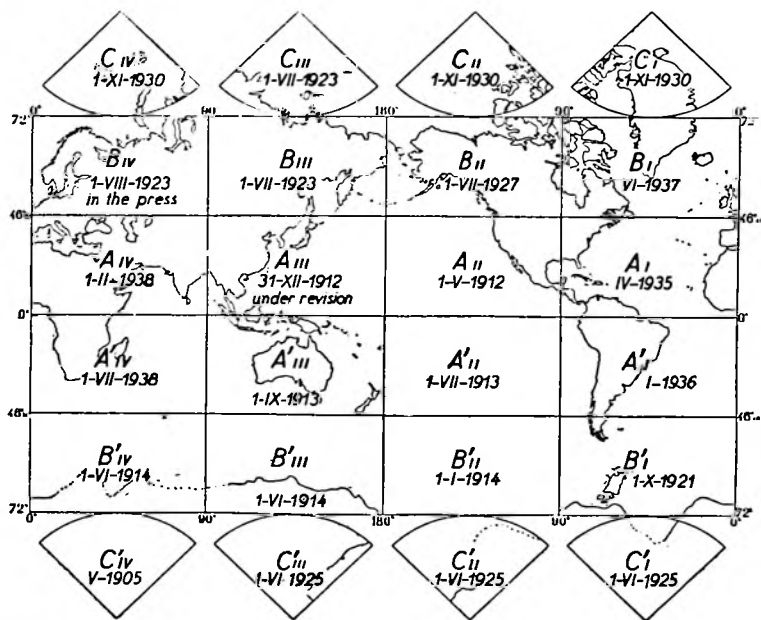 C IV
1-XI-1930
C III
1-VII-1923
C II
1-XI-1930
C I
1-XI-1930
72° 0° 90° 180° 90° 0° 72°
B IV
1-VIII-1923
in the press
B III
1-VII-1923
B II
1-VII-1927
B I
VI-1937
46° 46°
A IV
1-II-1938
A III
31-XII-1912
under revision
A II
1-V-1912
A I
IV-1935
0° 0°
A' IV
1-VII-1938
A' III
1-IX-1913
A' II
1-VII-1913
A' I
I-1936
46° 46°
B' IV
1-VI-1914
B' III
1-VI-1914
B' II
1-I-1914
B' I
1-X-1921
72° 0° 90° 180° 90° 0° 72°
C' IV
V-1905
C' III
1-VI-1925
C' II
1-VI-1925
C' I
1-VI-1925